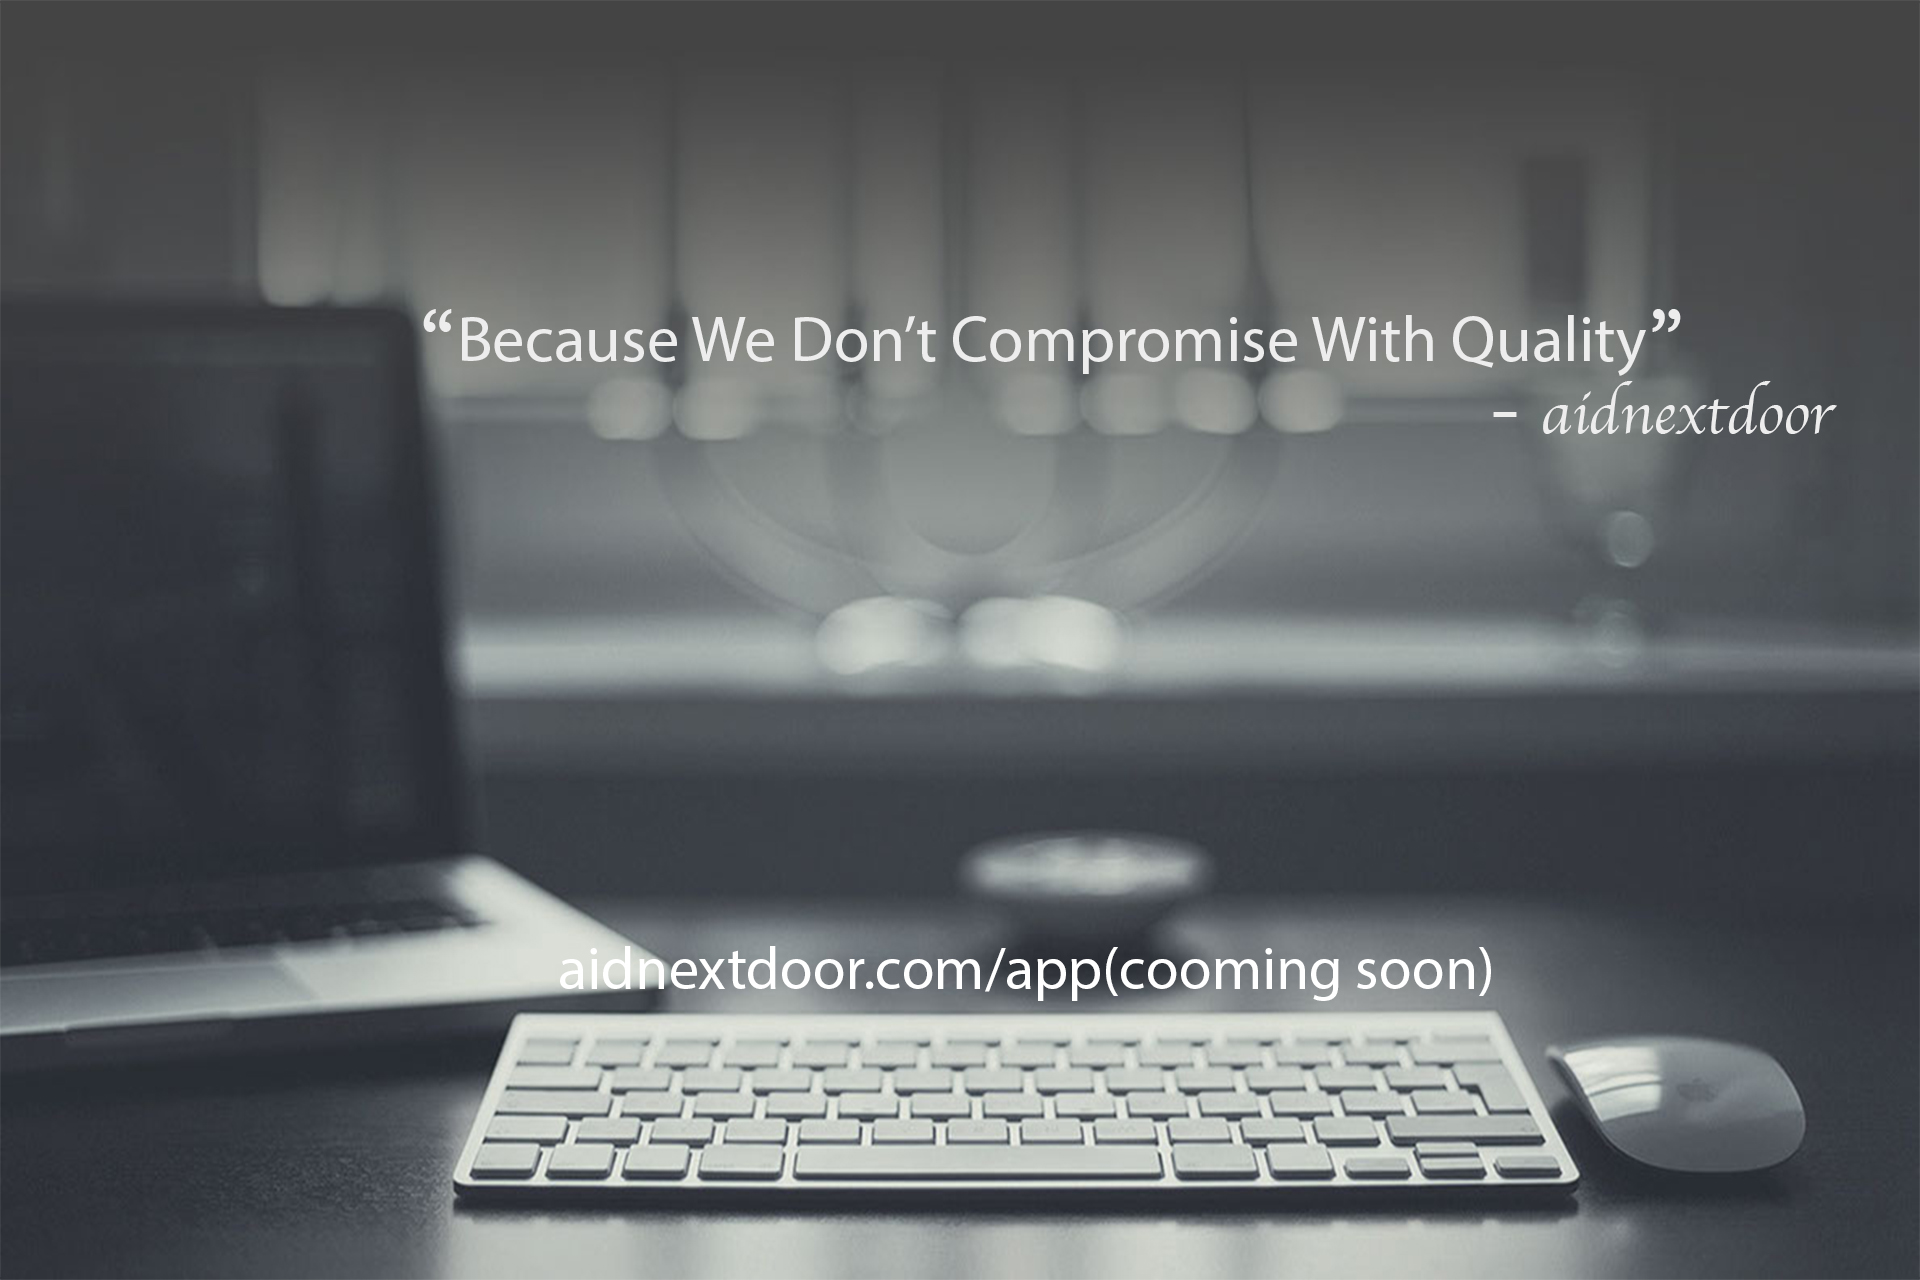 “Because We Don’t Compromise With Quality”
- aidnextdoor
aidnextdoor.com/app(cooming soon)